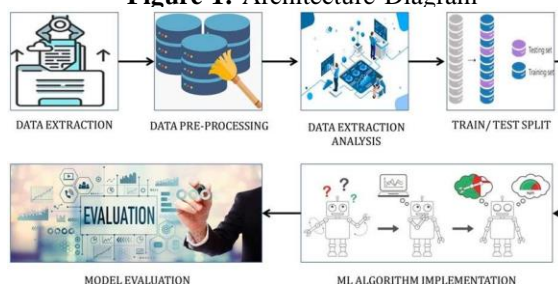 Figure 1: Architecture Diagram
Testing set
Training set
DATA EXTRACTION
DATA PRE-PROCESSING
DATA EXTRACTION
ANALYSIS
TRAIN/TEST SPLIT
? ? ?
EVALUATION
MODEL EVALUATION
ML ALGORITHM IMPLEMENTATION